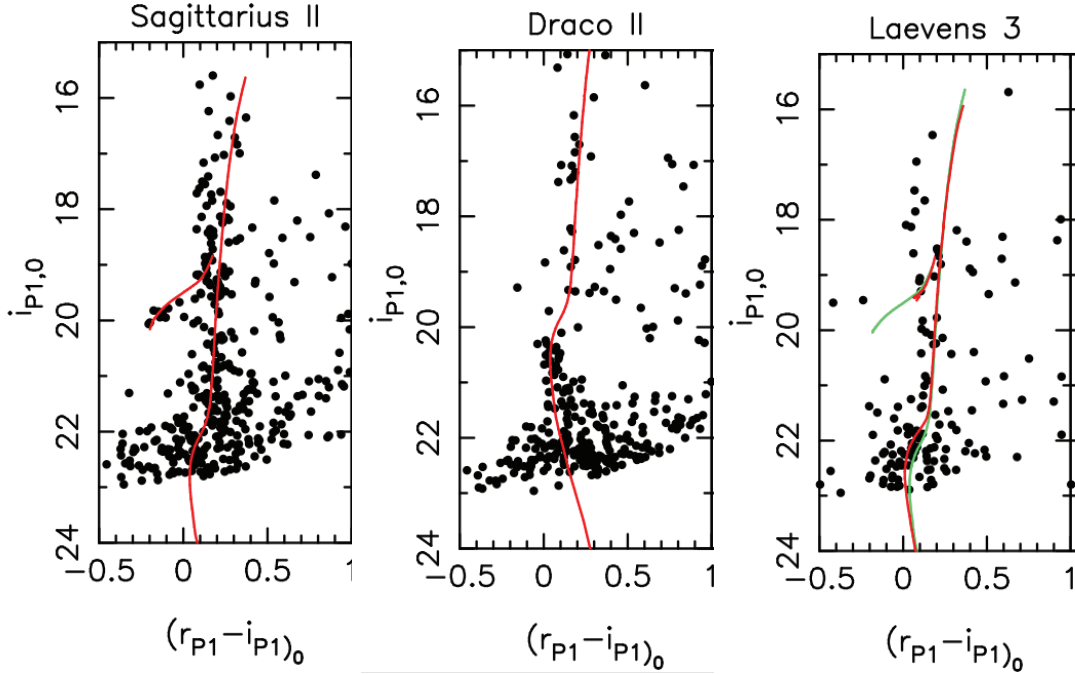 Sagittarius II
16
18
20
22
24
i_{P1,0}
−0.5 0 0.5 1
(r_{P1}−i_{P1})_0
Draco II
16
18
20
22
24
i_{P1,0}
−0.5 0 0.5 1
(r_{P1}−i_{P1})_0
Laevens 3
16
18
20
22
24
i_{P1,0}
−0.5 0 0.5 1
(r_{P1}−i_{P1})_0